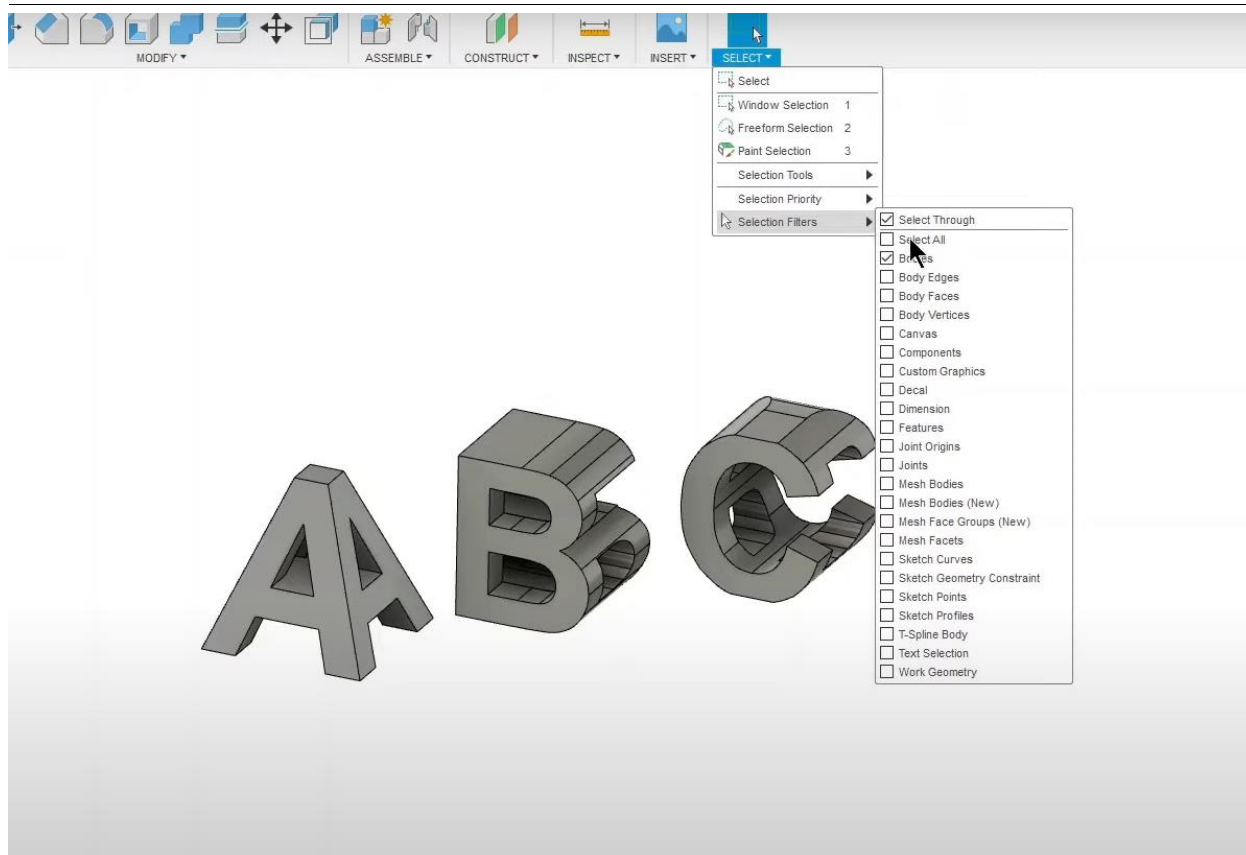 MODIFY
ASSEMBLE
CONSTRUCT
INSPECT
INSERT
SELECT
Select
Window Selection 1
Freeform Selection 2
Paint Selection 3
Selection Tools
Selection Priority
Selection Filters
Select Through
Select All
Bodies
Body Edges
Body Faces
Body Vertices
Canvas
Components
Custom Graphics
Decal
Dimension
Features
Joint Origins
Joints
Mesh Bodies
Mesh Bodies (New)
Mesh Face Groups (New)
Mesh Facets
Sketch Curves
Sketch Geometry Constraint
Sketch Points
Sketch Profiles
T-Spline Body
Text Selection
Work Geometry
A B C